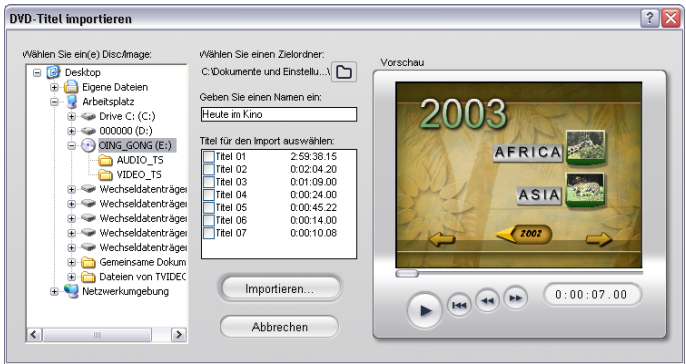 DVD-Titel importieren
Wählen Sie ein(e) Disc/Image:
Desktop
Eigene Dateien
Arbeitsplatz
Drive C: (C:)
000000 (D:)
OING_GONG (E:)
AUDIO_TS
VIDEO_TS
Wechseldatenträger
Wechseldatenträger
Wechseldatenträger
Wechseldatenträger
Gemeinsame Dokum
Dateien von TVIDEC
Netzwerkumgebung
Wählen Sie einen Zielordner:
C:\Dokumente und Einstellu...\
Geben Sie einen Namen ein:
Heute im Kino
Titel für den Import auswählen:
Titel 01 2:59:38.15
Titel 02 0:02:04.20
Titel 03 0:01:09.00
Titel 04 0:00:24.00
Titel 05 0:00:45.22
Titel 06 0:00:14.00
Titel 07 0:00:10.08
Importieren...
Abbrechen
Vorschau
2003
AFRICA
ASIA
2002
0:00:07.00